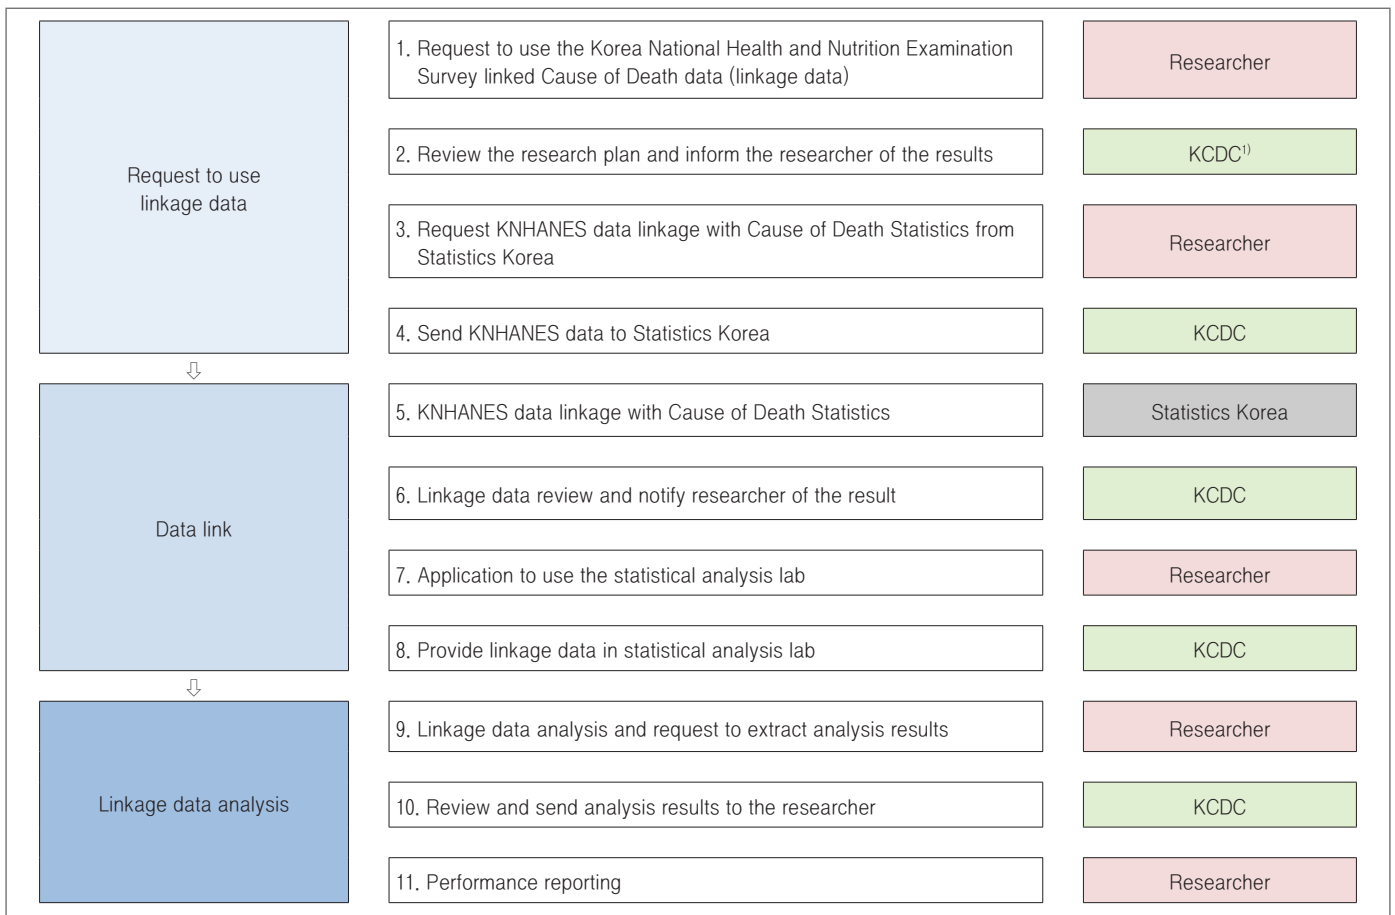 Request to use
linkage data
1. Request to use the Korea National Health and Nutrition Examination
Survey linked Cause of Death data (linkage data)
Researcher
2. Review the research plan and inform the researcher of the results
KCDC1)
3. Request KNHANES data linkage with Cause of Death Statistics from
Statistics Korea
Researcher
4. Send KNHANES data to Statistics Korea
KCDC
Data link
5. KNHANES data linkage with Cause of Death Statistics
Statistics Korea
6. Linkage data review and notify researcher of the result
KCDC
7. Application to use the statistical analysis lab
Researcher
8. Provide linkage data in statistical analysis lab
KCDC
Linkage data analysis
9. Linkage data analysis and request to extract analysis results
Researcher
10. Review and send analysis results to the researcher
KCDC
11. Performance reporting
Researcher